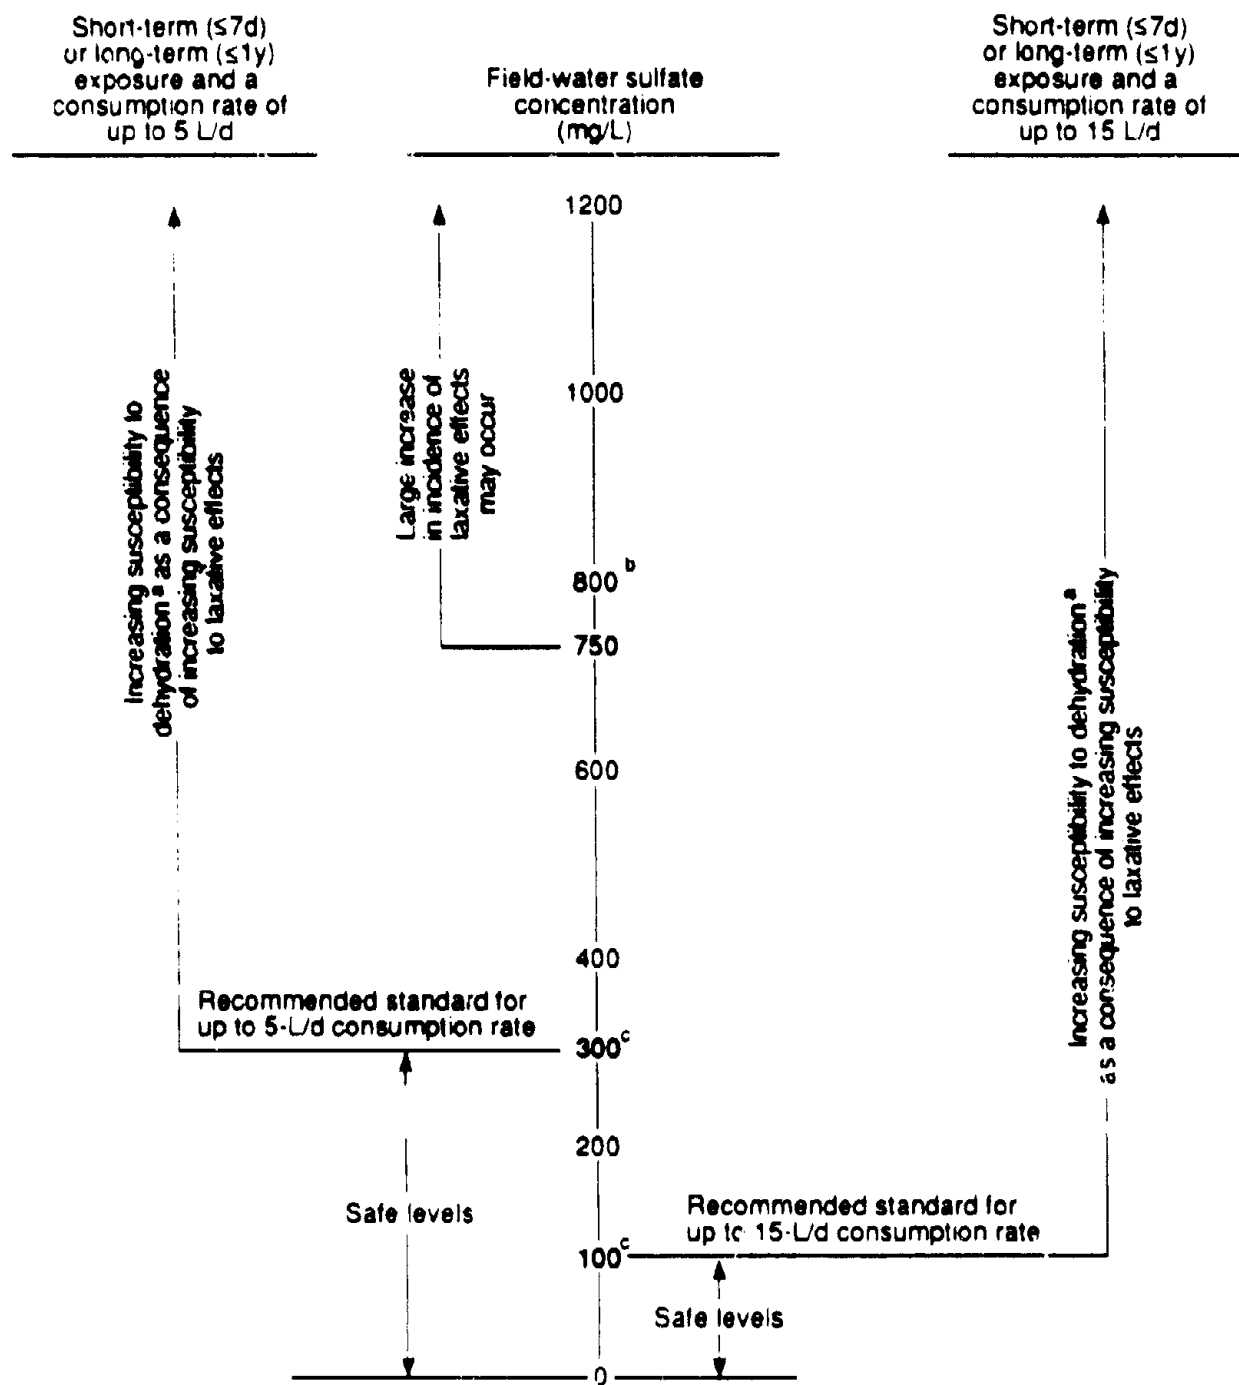 Short-term (≤7d)
or long-term (≤1y)
exposure and a
consumption rate of
up to 5 L/d
Field-water sulfate
concentration
(mg/L)
Short-term (≤7d)
or long-term (≤1y)
exposure and a
consumption rate of
up to 15 L/d
1200
1000
800 b
750
600
400
300c
200
100c
0
Increasing susceptibility to
dehydration a as a consequence
of increasing susceptibility
to laxative effects
Large increase
in incidence of
laxative effects
may occur
Increasing susceptibility to dehydration a
as a consequence of increasing susceptibility
to laxative effects
Recommended standard for
up to 5-L/d consumption rate
Safe levels
Recommended standard for
up to 15-L/d consumption rate
Safe levels